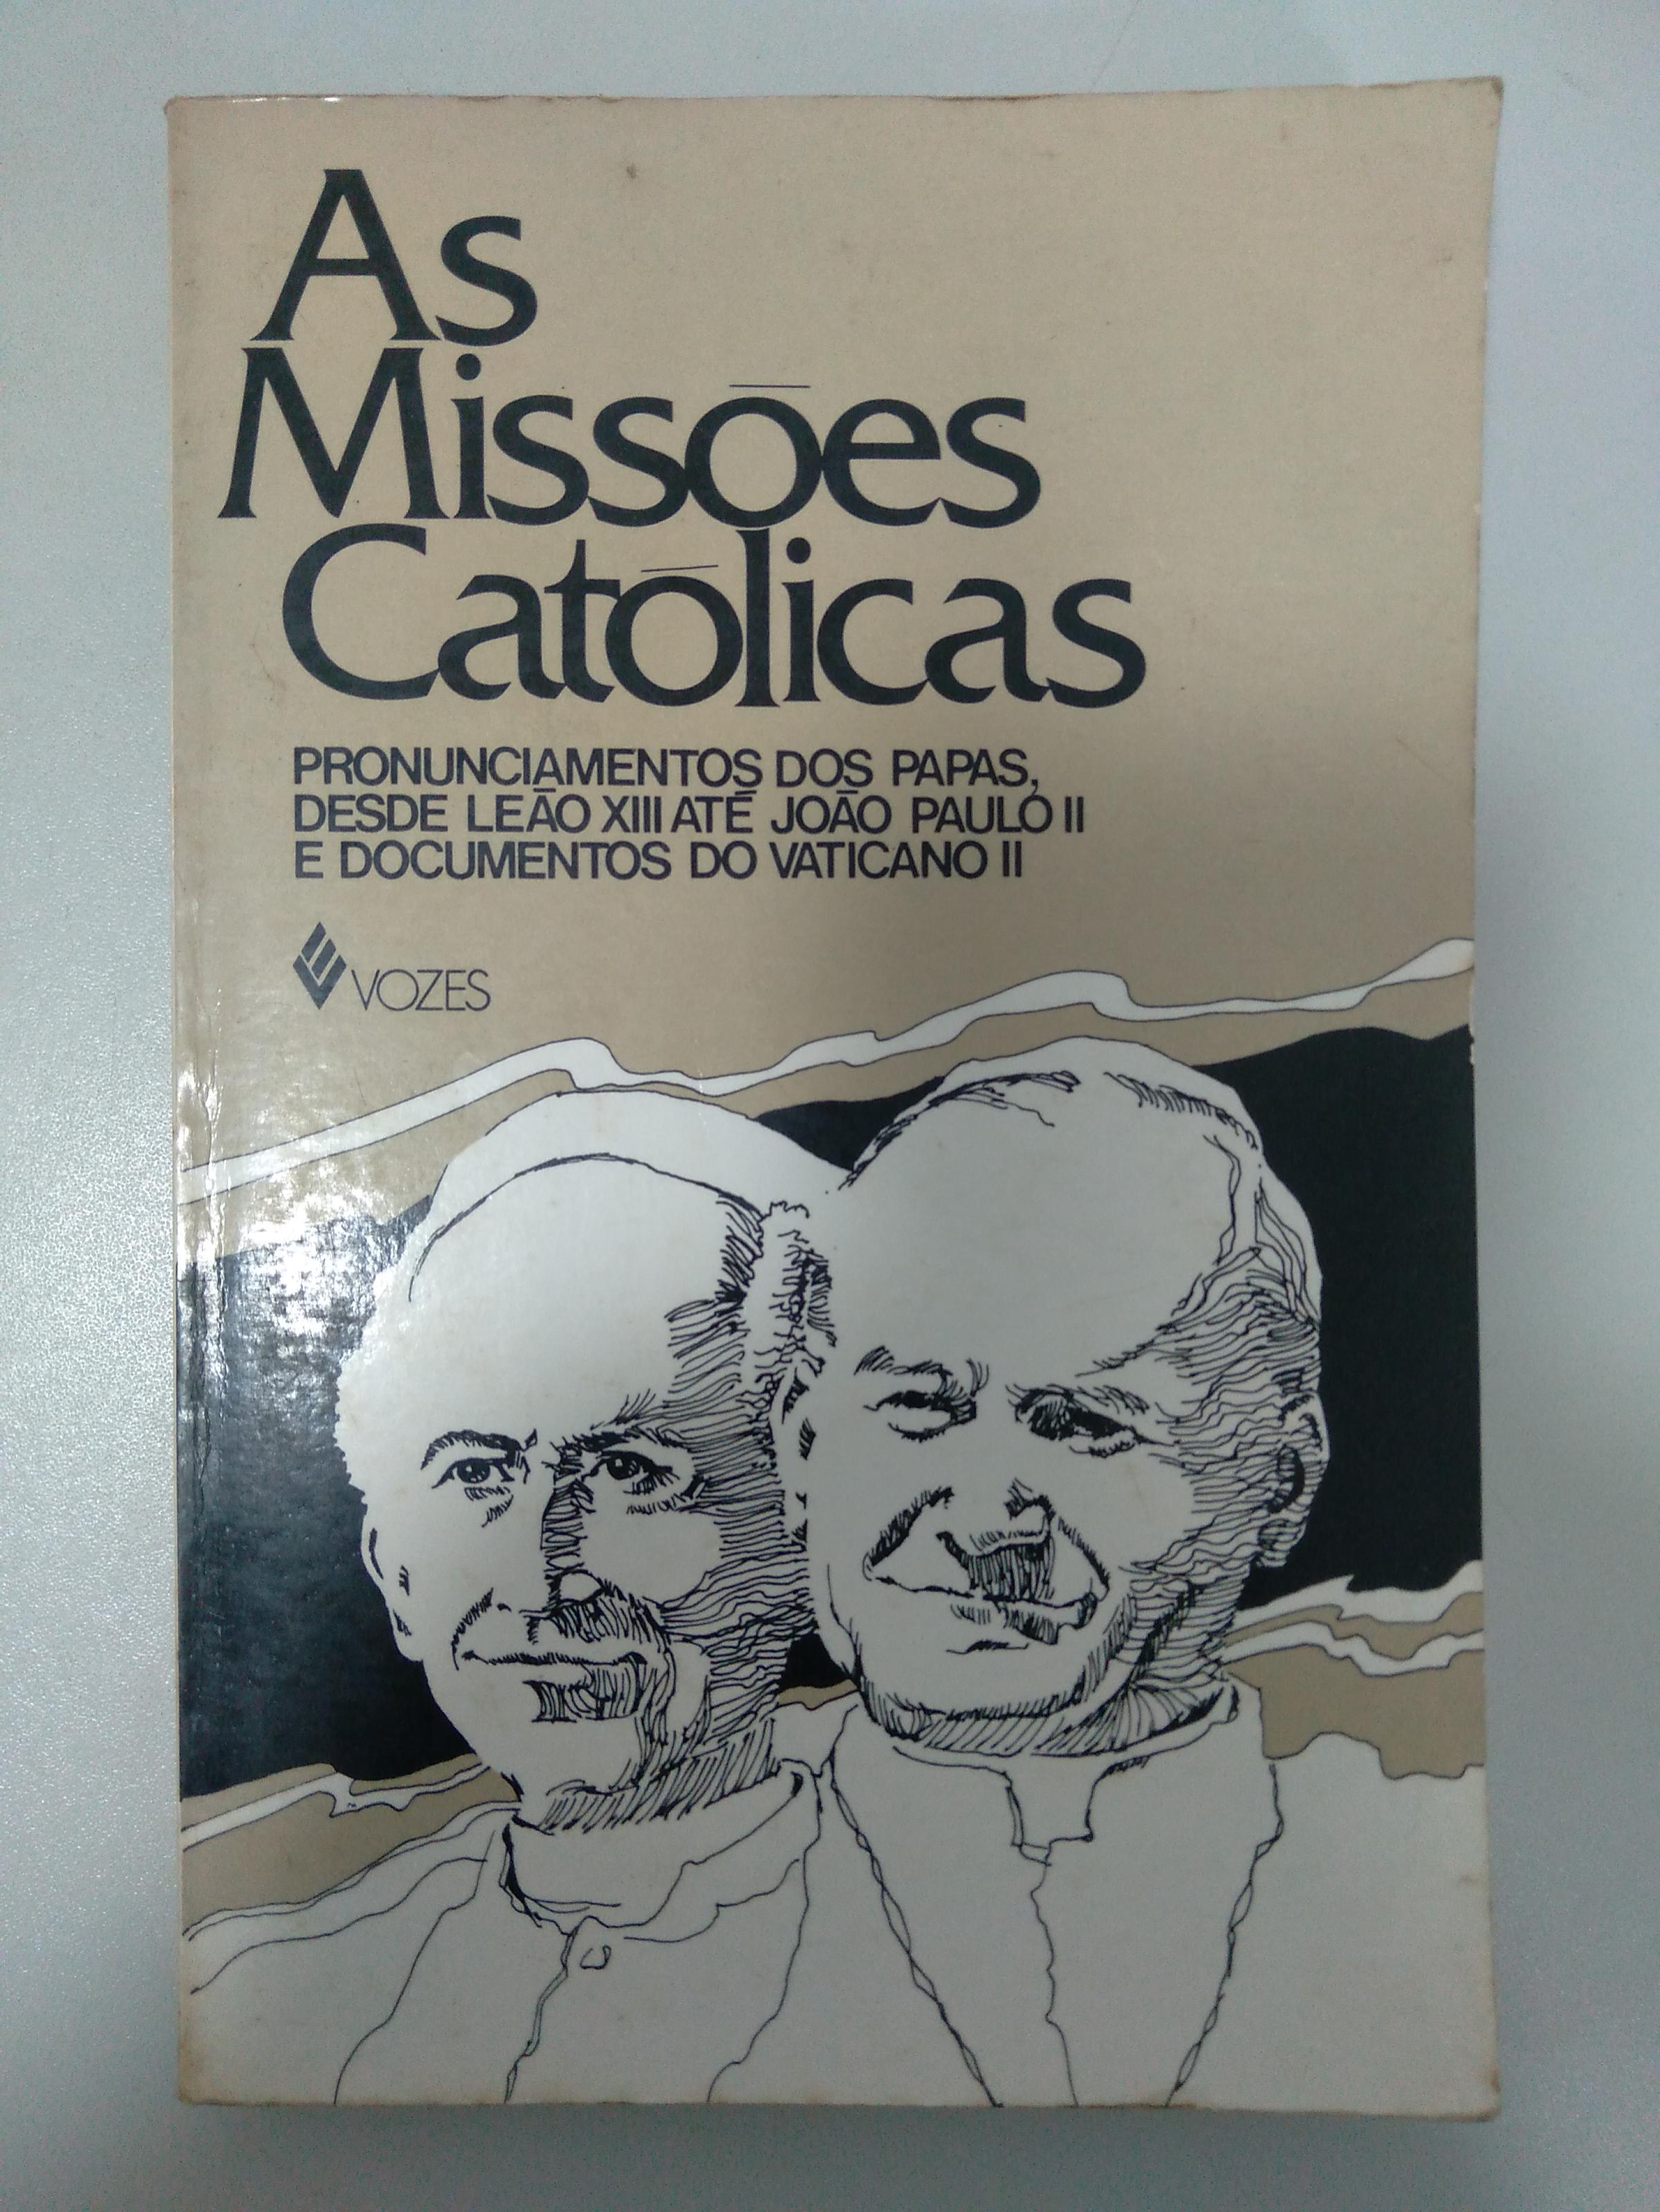 As
Missões
Católicas
PRONUNCIAMENTOS DOS PAPAS,
DESDE LEÃO XIII ATÉ JOÃO PAULO II
E DOCUMENTOS DO VATICANO II
VOZES